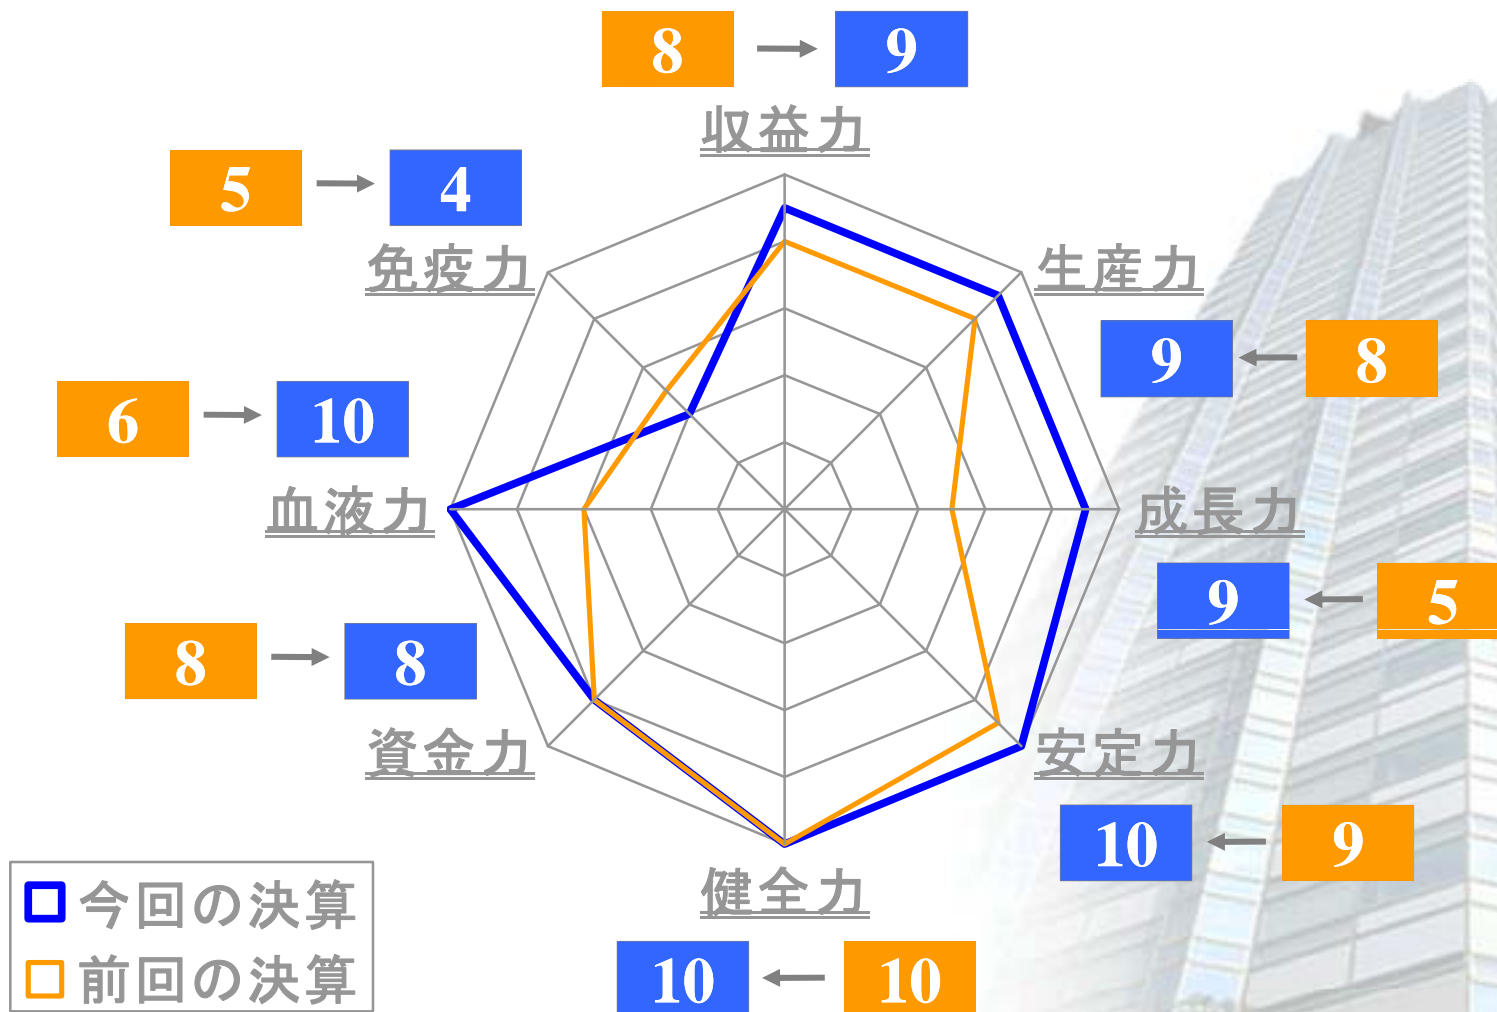 8 → 9
収益力
5 → 4
免疫力
生産力
9 ← 8
6 → 10
血液力
成長力
9 ← 5
8 → 8
資金力
安定力
10 ← 9
健全力
10 ← 10
今回の決算
前回の決算